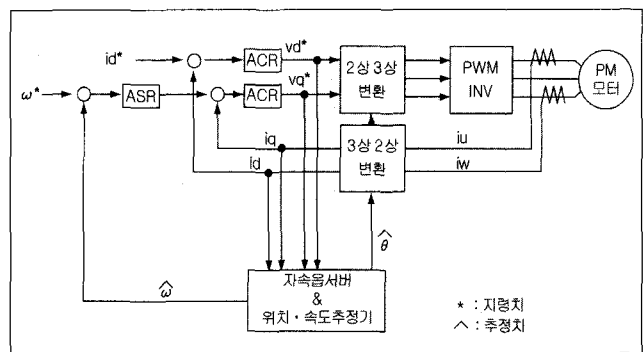 id*
ACR
vd*
2상 3상
변환
PWM
INV
PM
모터
ω*
ASR
ACR
vq*
iq
id
3상 2상
변환
iu
iw
^θ
^ω
자속옵서버
&
위치·속도추정기
* : 지령치
^ : 추정치